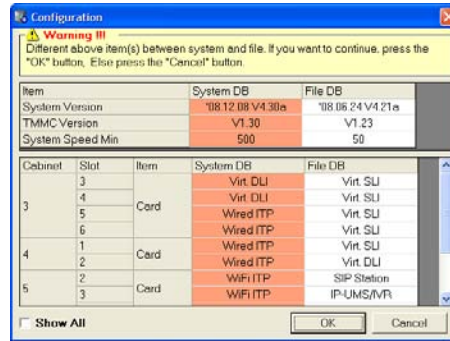 Configuration
Warning !!!
Different above item(s) between system and file. If you want to continue, press the
"OK" button, Else press the "Cancel" button.
Item System DB File DB
System Version '08.12.08 V4.30a '08.06.24 V4.21a
TMMC Version V1.30 V1.23
System Speed Min 500 50
Cabinet Slot Item System DB File DB
3 3 Card Virt. DLI Virt. SLI
4 Virt. DLI Virt. SLI
5 Wired ITP Virt. SLI
6 Wired ITP Virt. SLI
4 1 Card Wired ITP Virt. SLI
2 Wired ITP Virt. DLI
5 2 Card WiFi ITP SIP Station
3 WiFi ITP IP-UMS/IVR
Show All OK Cancel